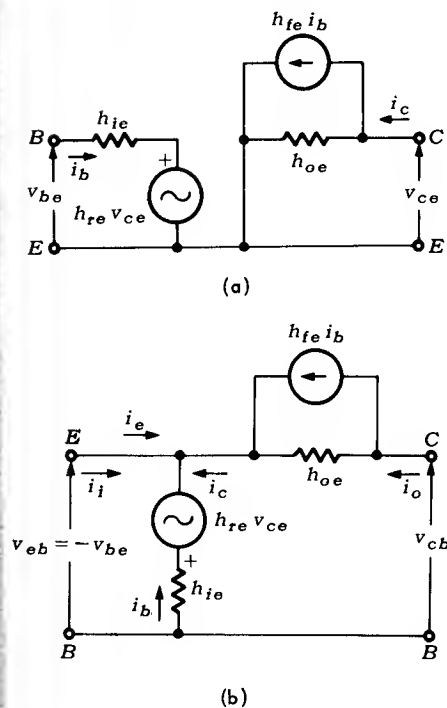 h_fe i_b
h_ie
i_c
B
+
C
i_b
h_oe
v_be
h_re v_ce
v_ce
E
E
(a)
h_fe i_b
i_e
E
C
i_i
i_c
h_oe
i_o
h_re v_ce
v_eb = -v_be
v_cb
+
i_b
h_ie
B
B
(b)